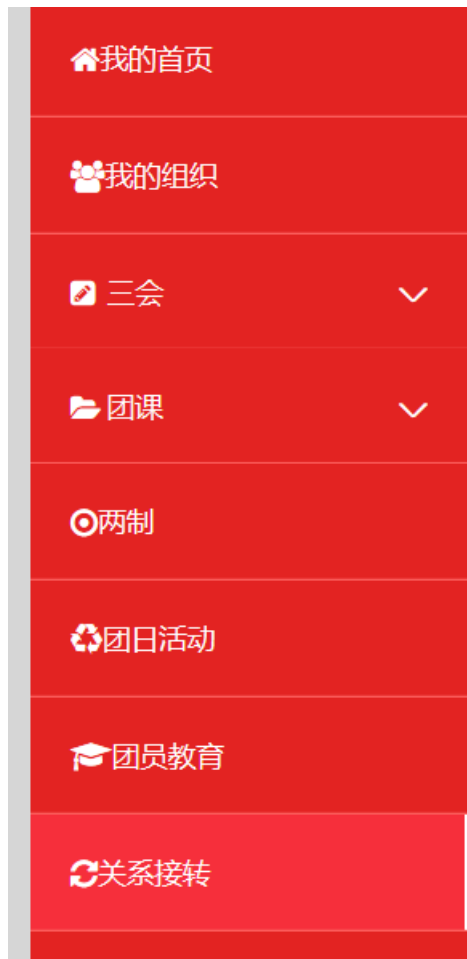 我的首页
我的组织
三会
团课
两制
团日活动
团员教育
关系接转